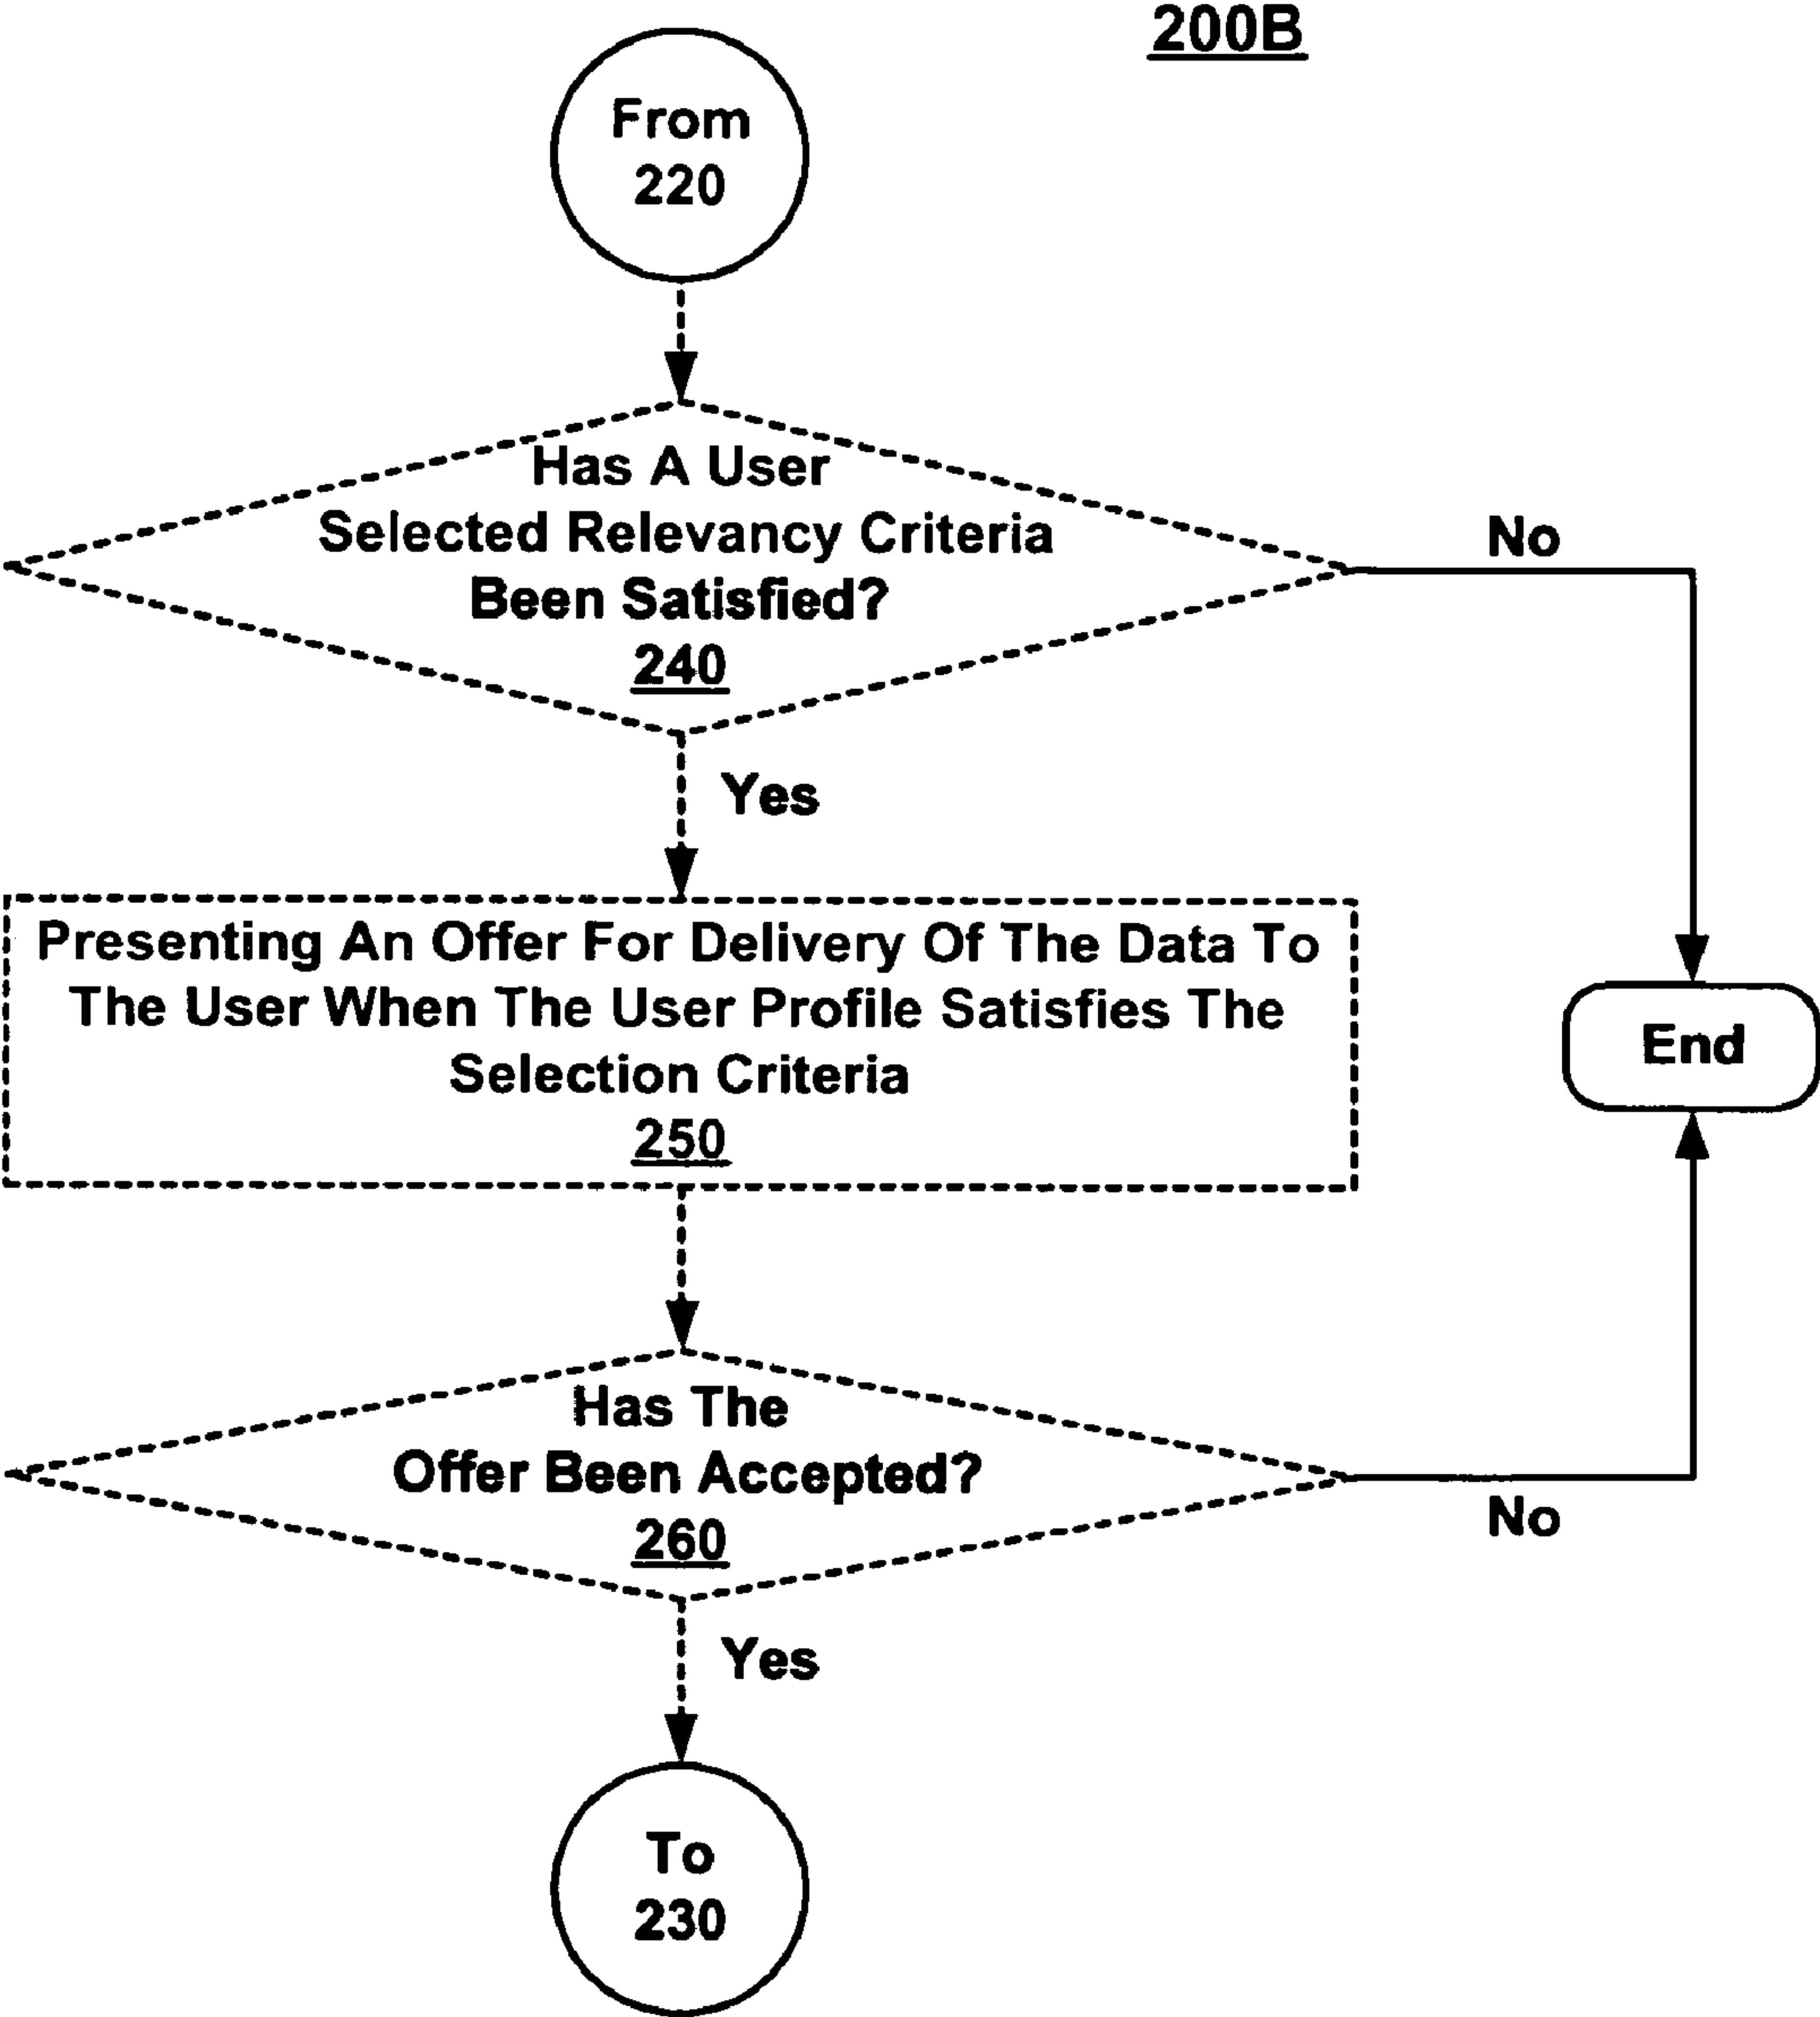 200B
From
220
Has A User
Selected Relevancy Criteria
Been Satisfied?
240
No
Yes
Presenting An Offer For Delivery Of The Data To
The User When The User Profile Satisfies The
Selection Criteria
250
End
Has The
Offer Been Accepted?
260
No
Yes
To
230